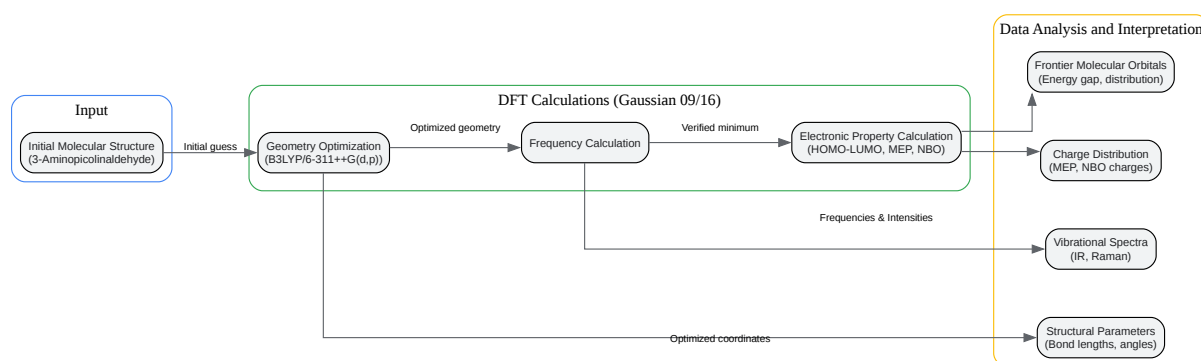 Data Analysis and Interpretation
Frontier Molecular Orbitals
(Energy gap, distribution)
DFT Calculations (Gaussian 09/16)
Input
Optimized geometry
Verified minimum
Initial Molecular Structure
(3-Aminopicolinaldehyde)
Initial guess
Geometry Optimization
(B3LYP/6-311++G(d,p))
Frequency Calculation
Electronic Property Calculation
(HOMO-LUMO, MEP, NBO)
Charge Distribution
(MEP, NBO charges)
Frequencies & Intensities
Vibrational Spectra
(IR, Raman)
Optimized coordinates
Structural Parameters
(Bond lengths, angles)